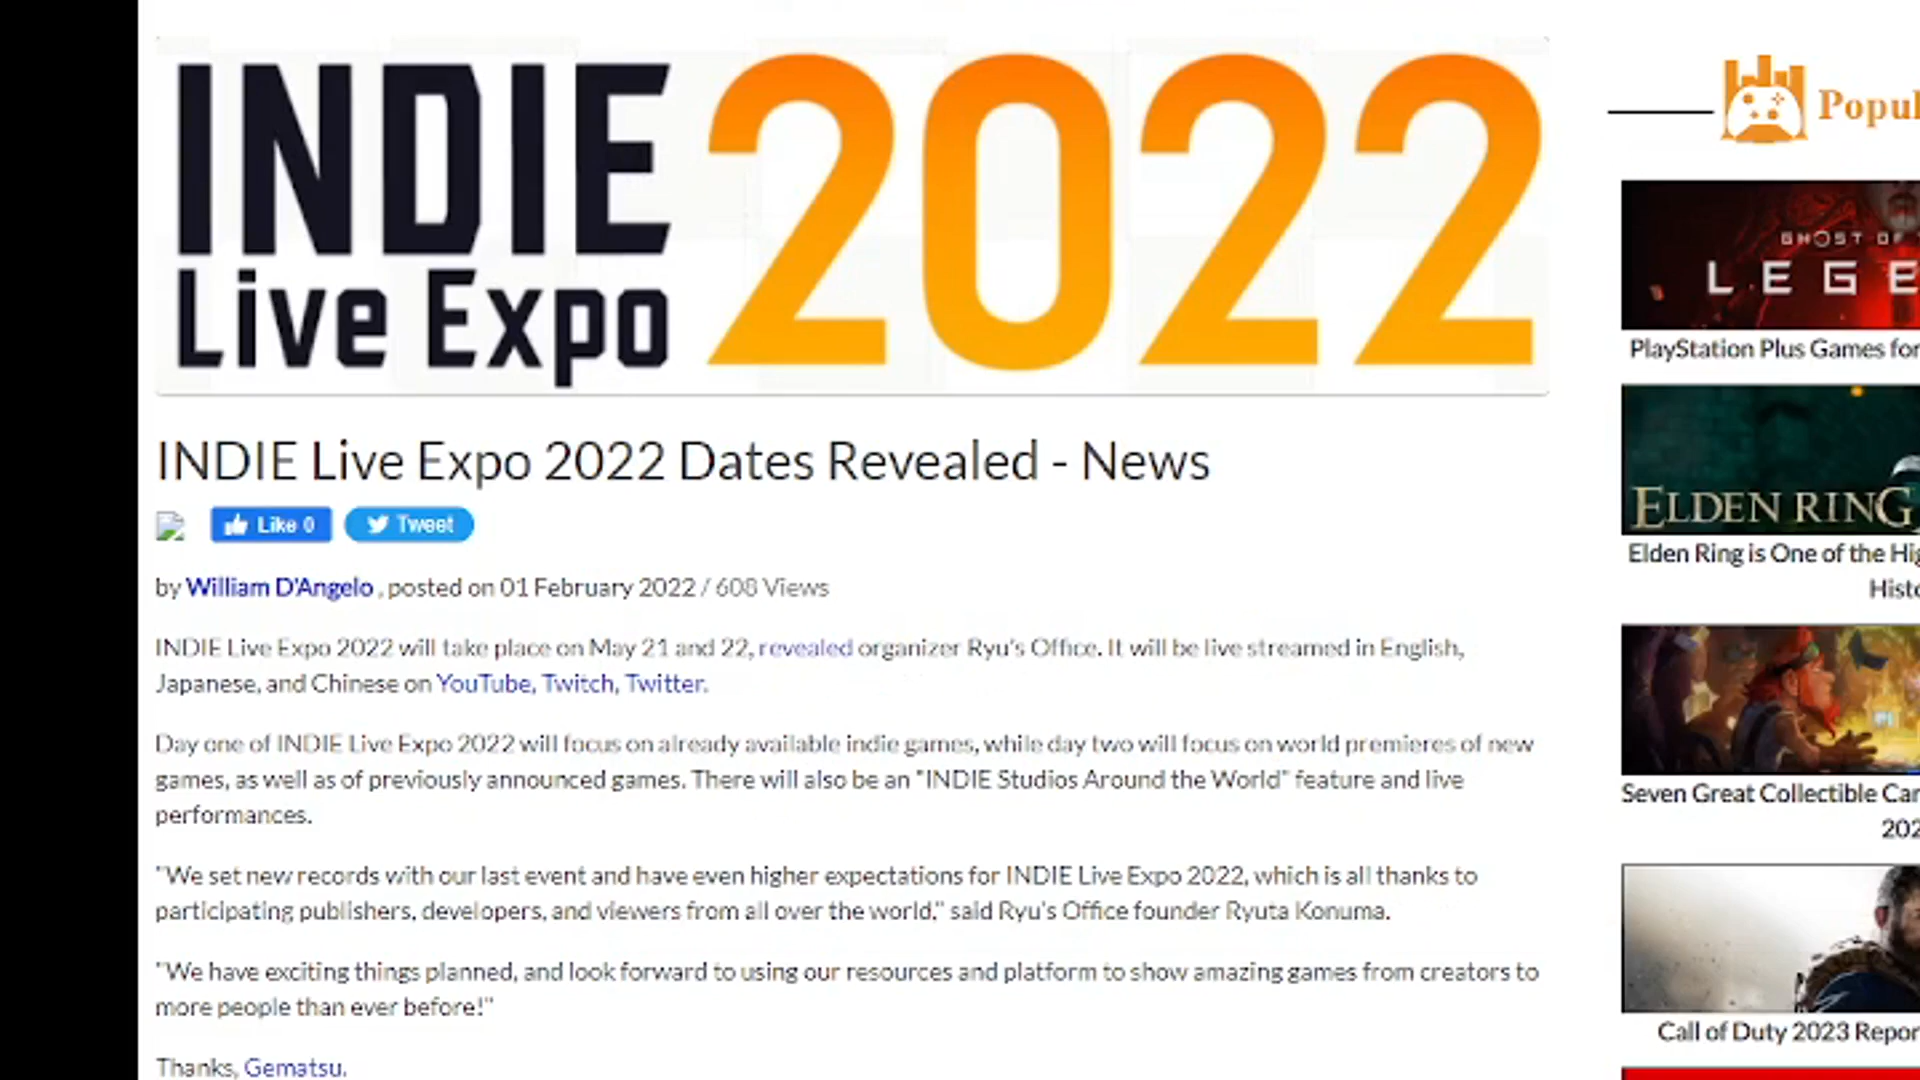 INDIE
Live Expo
2022
INDIE Live Expo 2022 Dates Revealed - News
Like 0
Tweet
by William D'Angelo , posted on 01 February 2022 / 608 Views
INDIE Live Expo 2022 will take place on May 21 and 22, revealed organizer Ryu's Office. It will be live streamed in English,
Japanese, and Chinese on YouTube, Twitch, Twitter.
Day one of INDIE Live Expo 2022 will focus on already available indie games, while day two will focus on world premieres of new
games, as well as of previously announced games. There will also be an "INDIE Studios Around the World" feature and live
performances.
"We set new records with our last event and have even higher expectations for INDIE Live Expo 2022, which is all thanks to
participating publishers, developers, and viewers from all over the world," said Ryu's Office founder Ryuta Konuma.
"We have exciting things planned, and look forward to using our resources and platform to show amazing games from creators to
more people than ever before!"
Thanks, Gematsu.
Popul
GHOST OF
LEGE
PlayStation Plus Games for
ELDEN RING
Elden Ring is One of the Hig
Histo
Seven Great Collectible Car
202
Call of Duty 2023 Repor